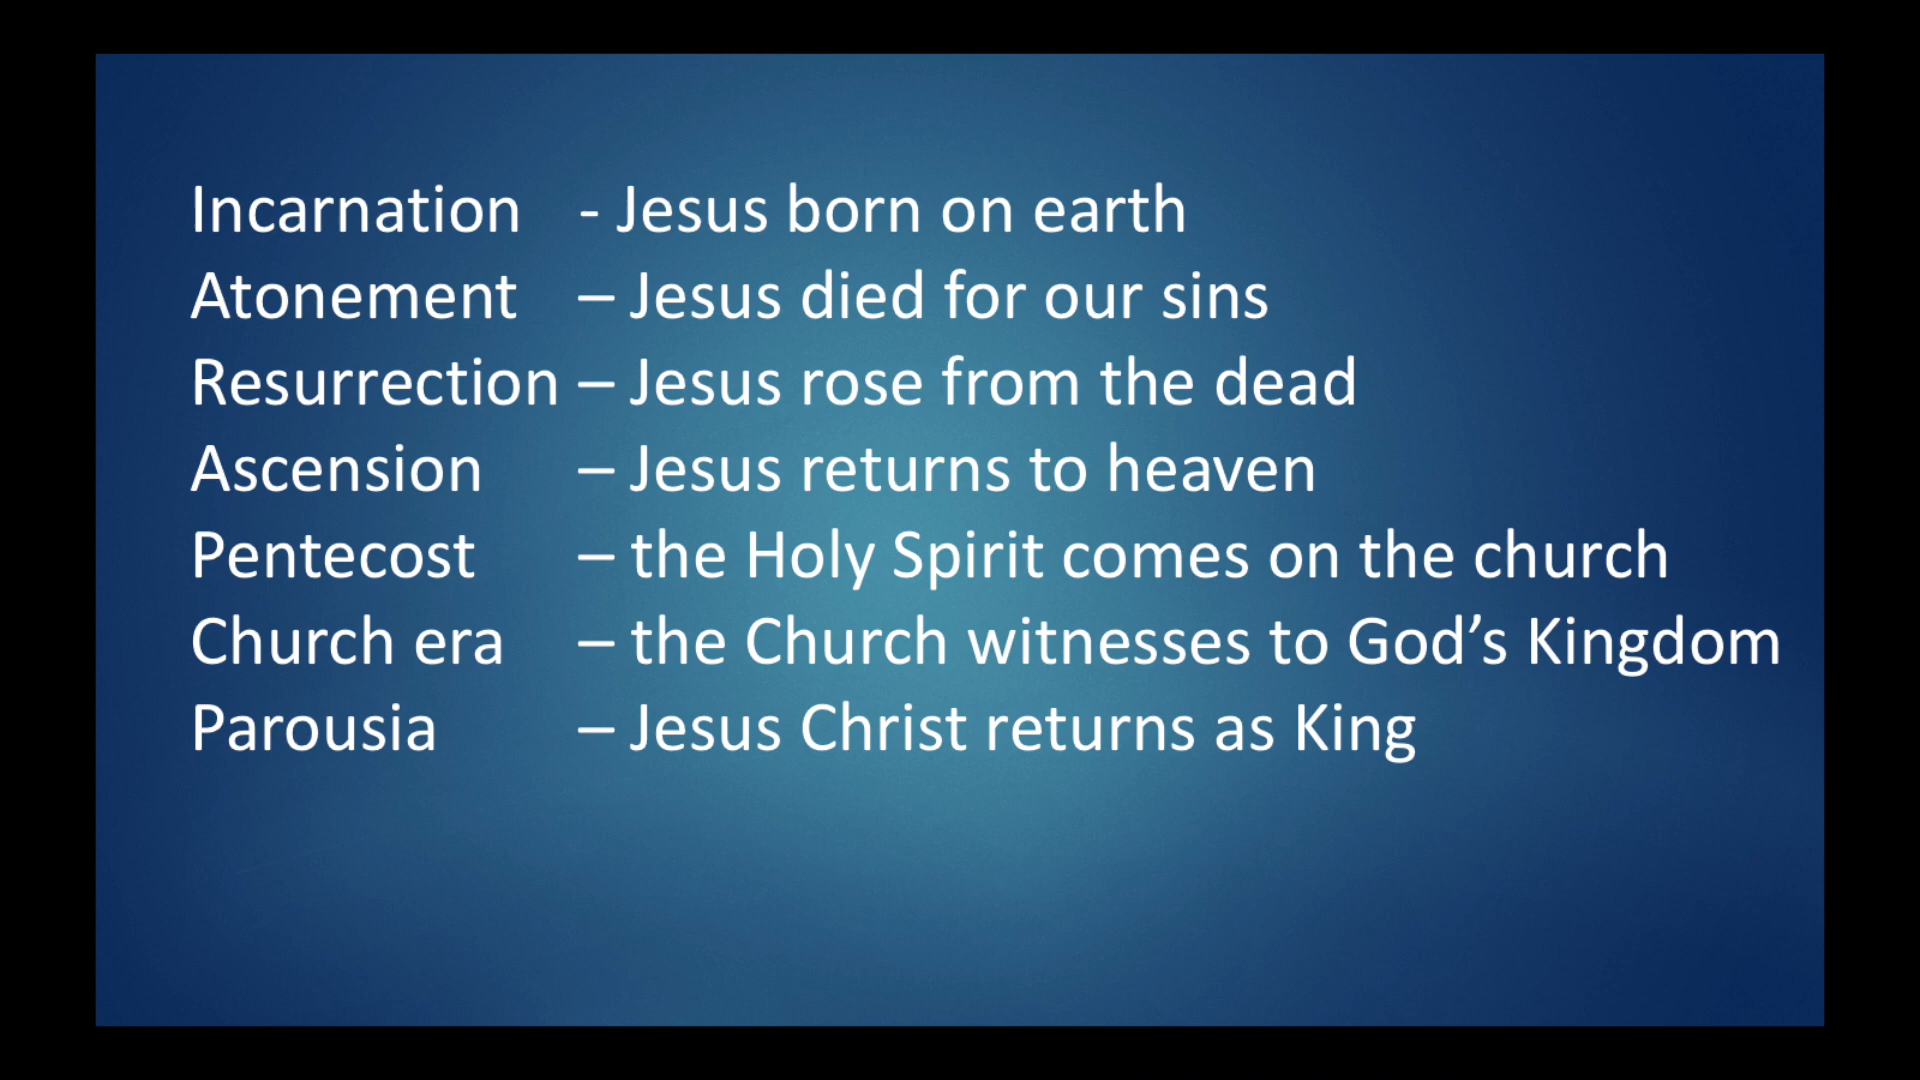 Incarnation - Jesus born on earth
Atonement – Jesus died for our sins
Resurrection – Jesus rose from the dead
Ascension – Jesus returns to heaven
Pentecost – the Holy Spirit comes on the church
Church era – the Church witnesses to God’s Kingdom
Parousia – Jesus Christ returns as King